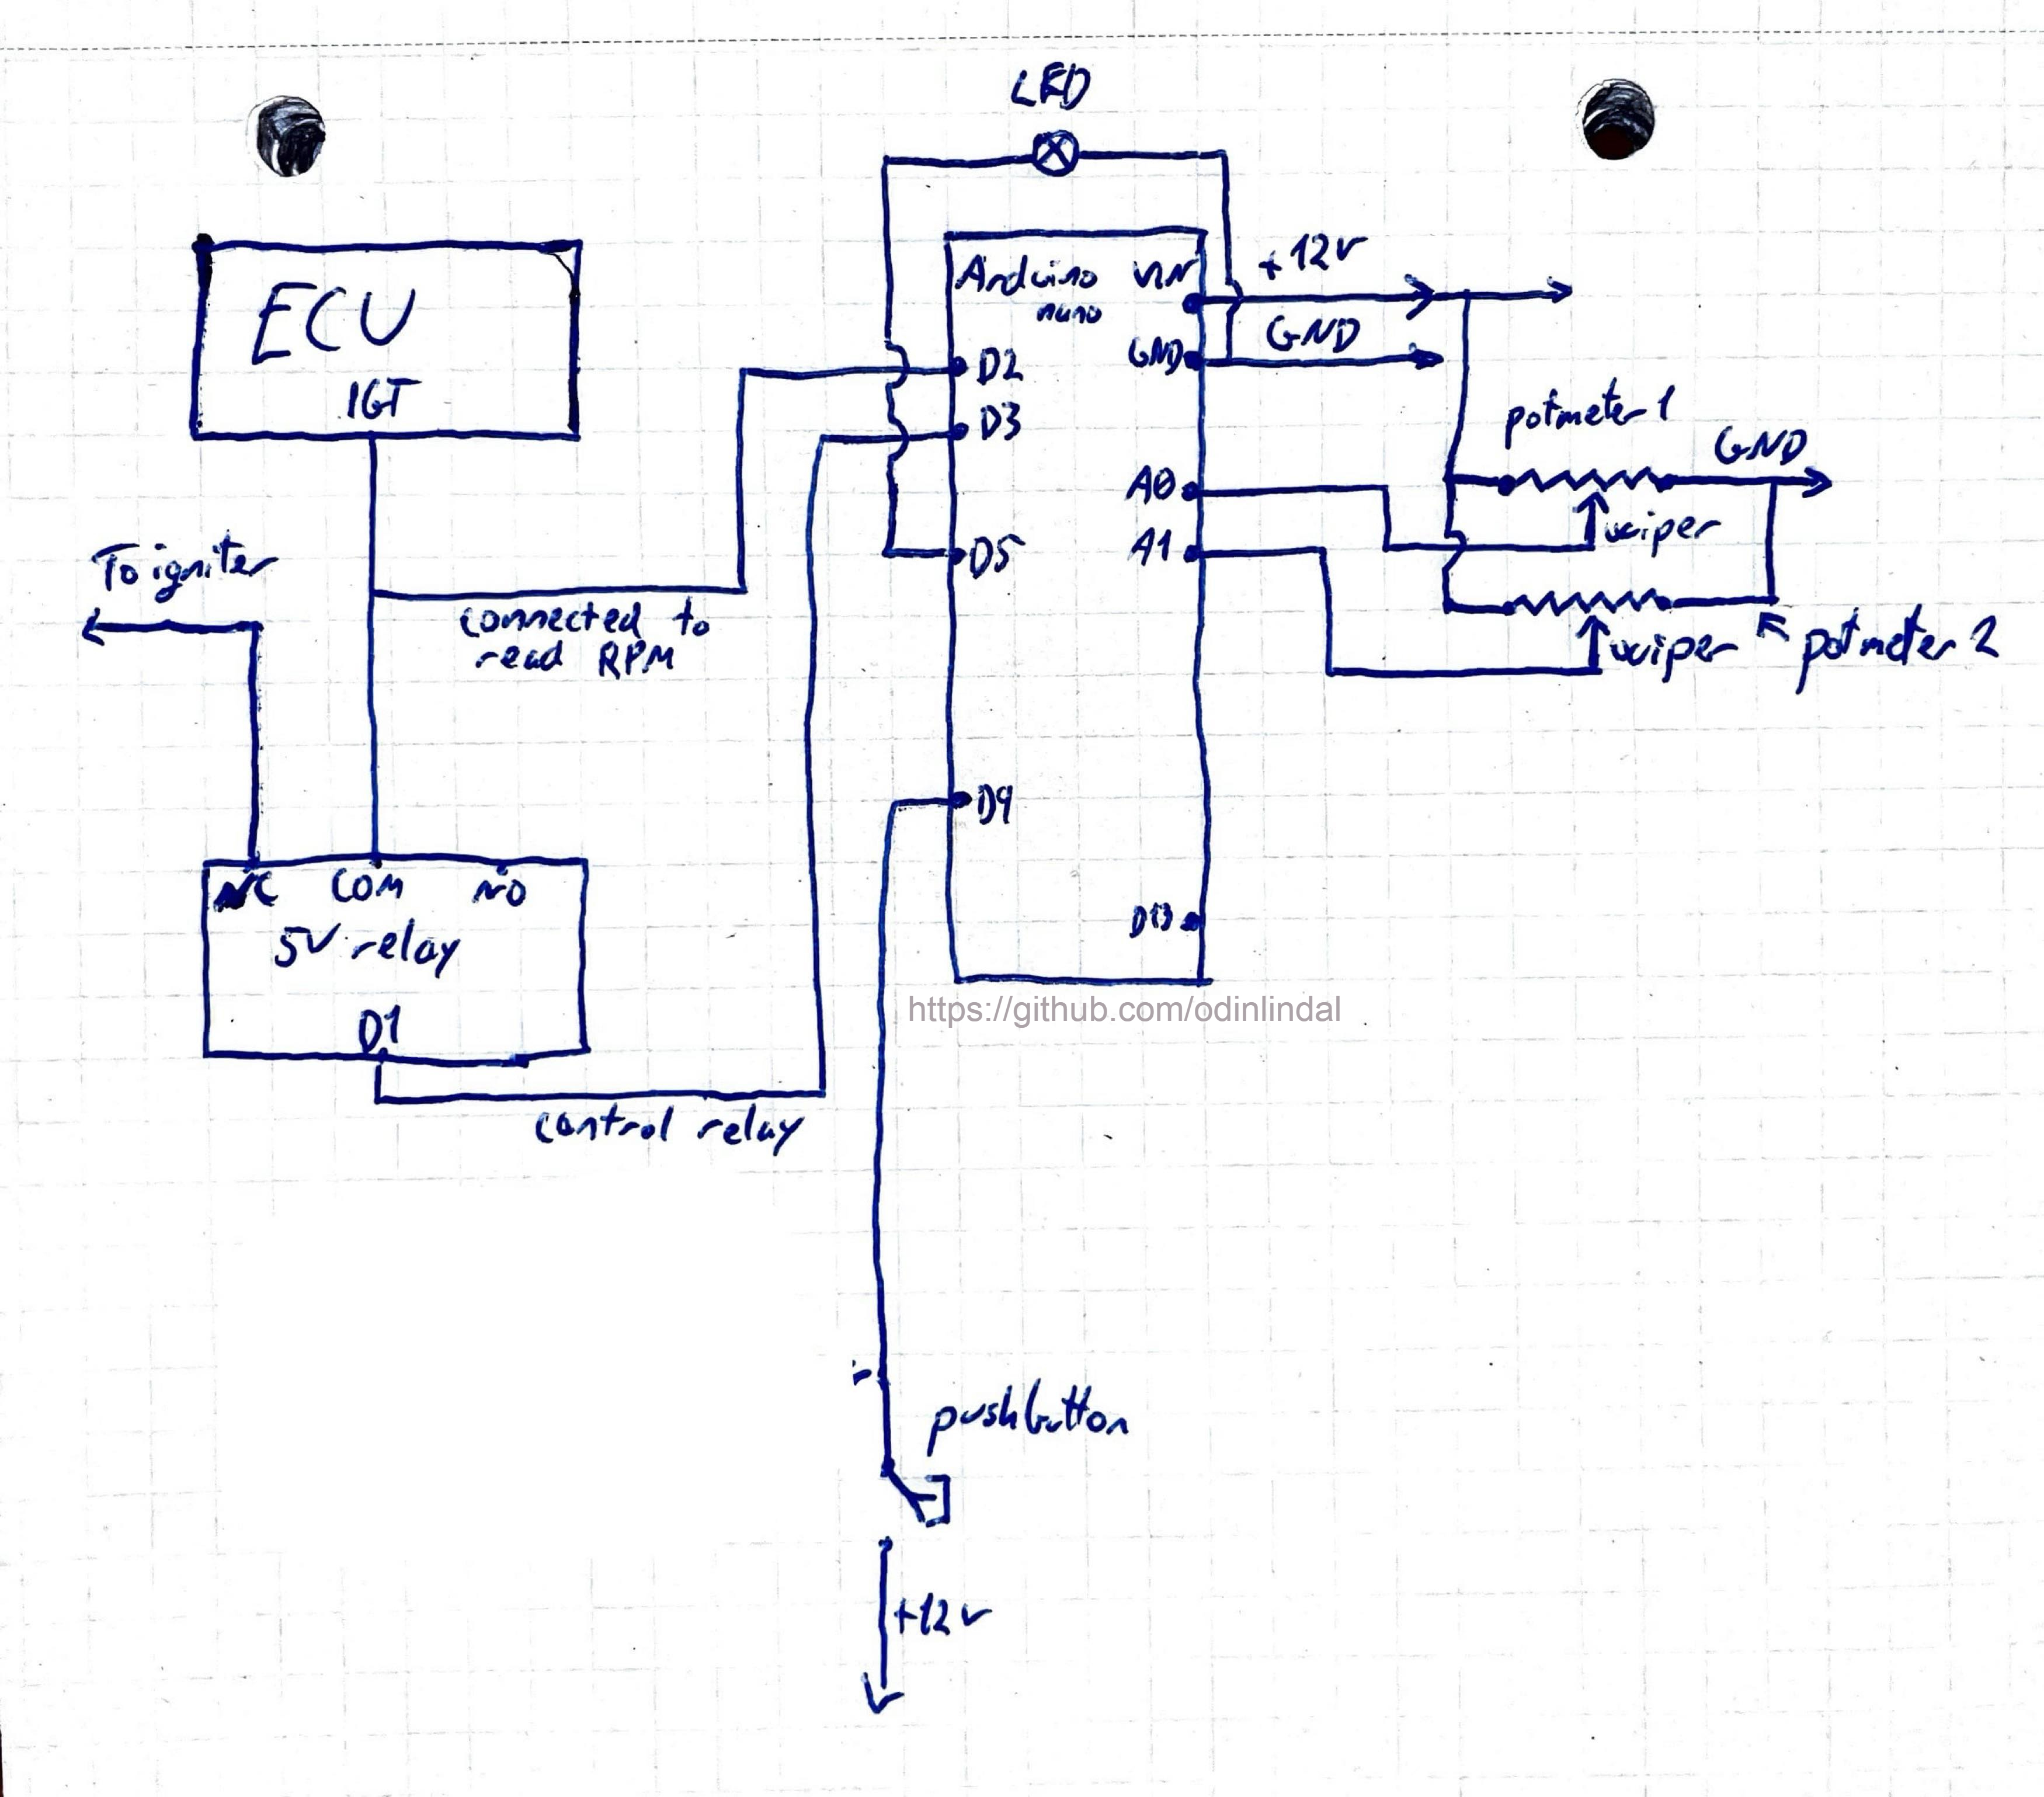 LED
ECU
IGT
Arduino
nano
VIN
+12V
GND
GND
D2
D3
potmeter 1
GND
A0
wiper
A1
D5
To igniter
connected to
read RPM
wiper
potmeter 2
D9
D13
NC COM NO
5V relay
D1
https://github.com/odinlindal
control relay
pushbutton
+12V